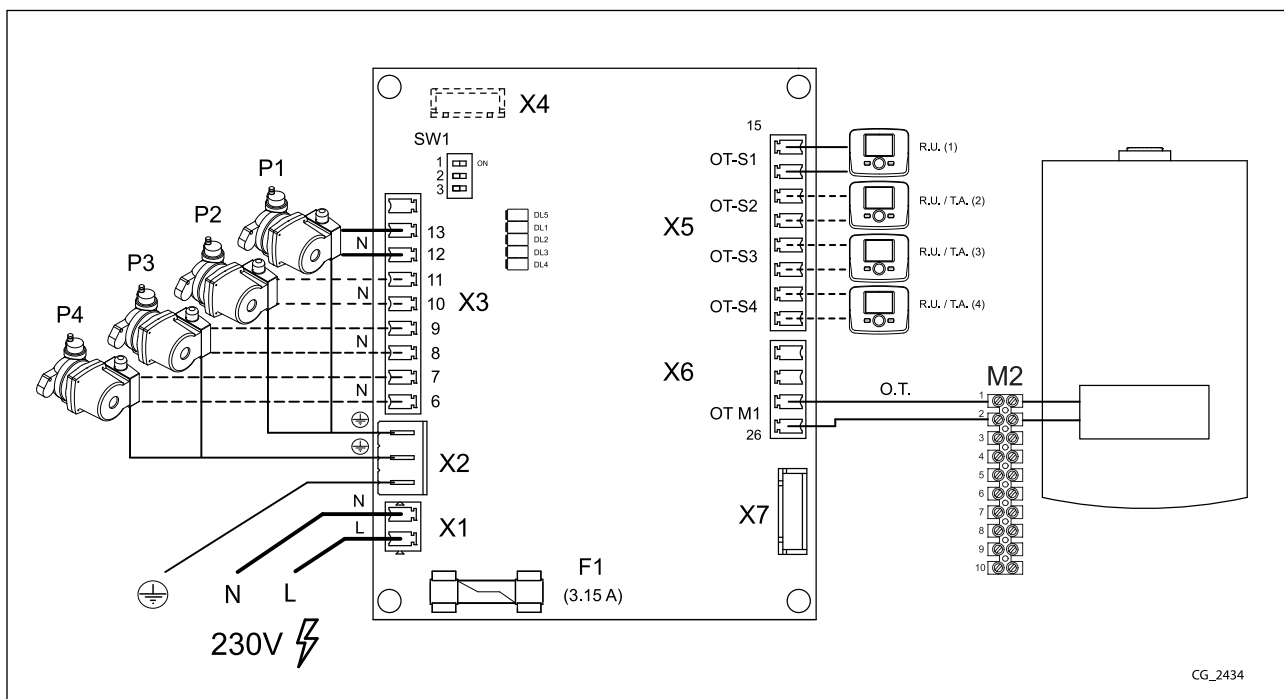 X4
SW1
1
ON
2
3
P1
P2
P3
P4
DL5
DL1
DL2
DL3
DL4
13
N
12
11
N
10
X3
9
N
8
7
N
6
X2
N
L
X1
N L
230V
F1
(3.15 A)
15
OT-S1
OT-S2
X5
OT-S3
OT-S4
X6
OT M1
26
X7
R.U. (1)
R.U. / T.A. (2)
R.U. / T.A. (3)
R.U. / T.A. (4)
O.T.
M2
1
2
3
4
5
6
7
8
9
10
CG_2434